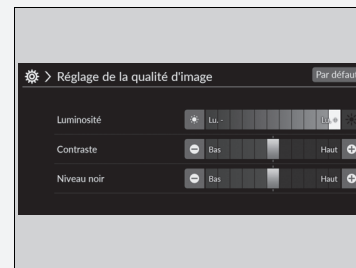 Réglage de la qualité d'image
Par défaut
Luminosité Lu. - Lu.+
Contraste Bas Haut
Niveau noir Bas Haut